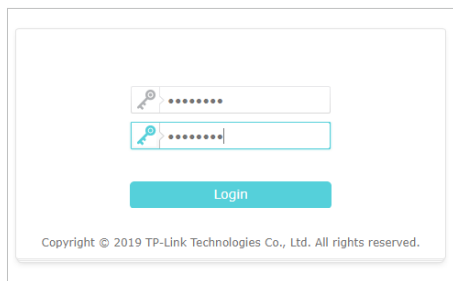 ••••••••
••••••••
Login
Copyright © 2019 TP-Link Technologies Co., Ltd. All rights reserved.